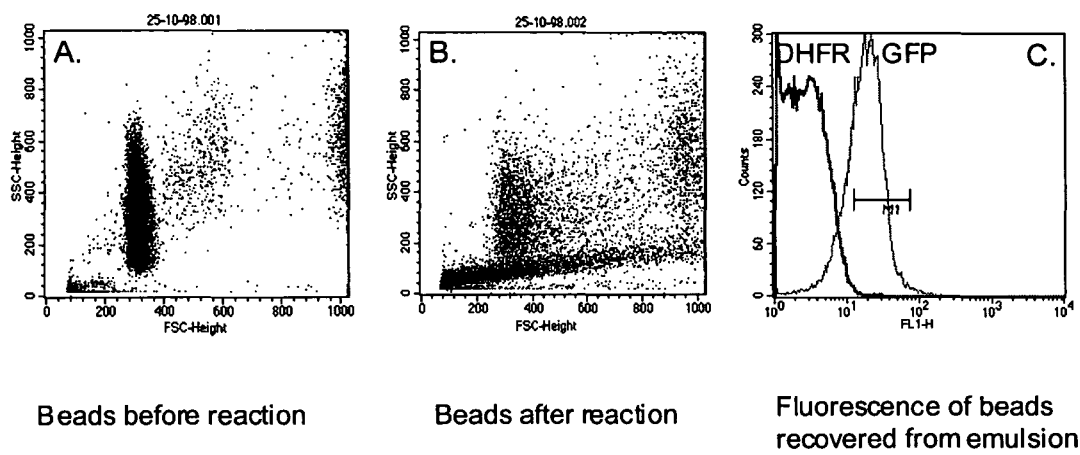 25-10-98.001
A.
SSC-Height
1000
800
600
400
200
0
0 200 400 600 800 1000
FSC-Height
Beads before reaction
25-10-98.002
B.
SSC-Height
1000
800
600
400
200
0
0 200 400 600 800 1000
FSC-Height
Beads after reaction
DHFR GFP C.
Counts
300
240
180
120
60
0
M1
10^0 10^1 10^2 10^3 10^4
FL1-H
Fluorescence of beads
recovered from emulsion